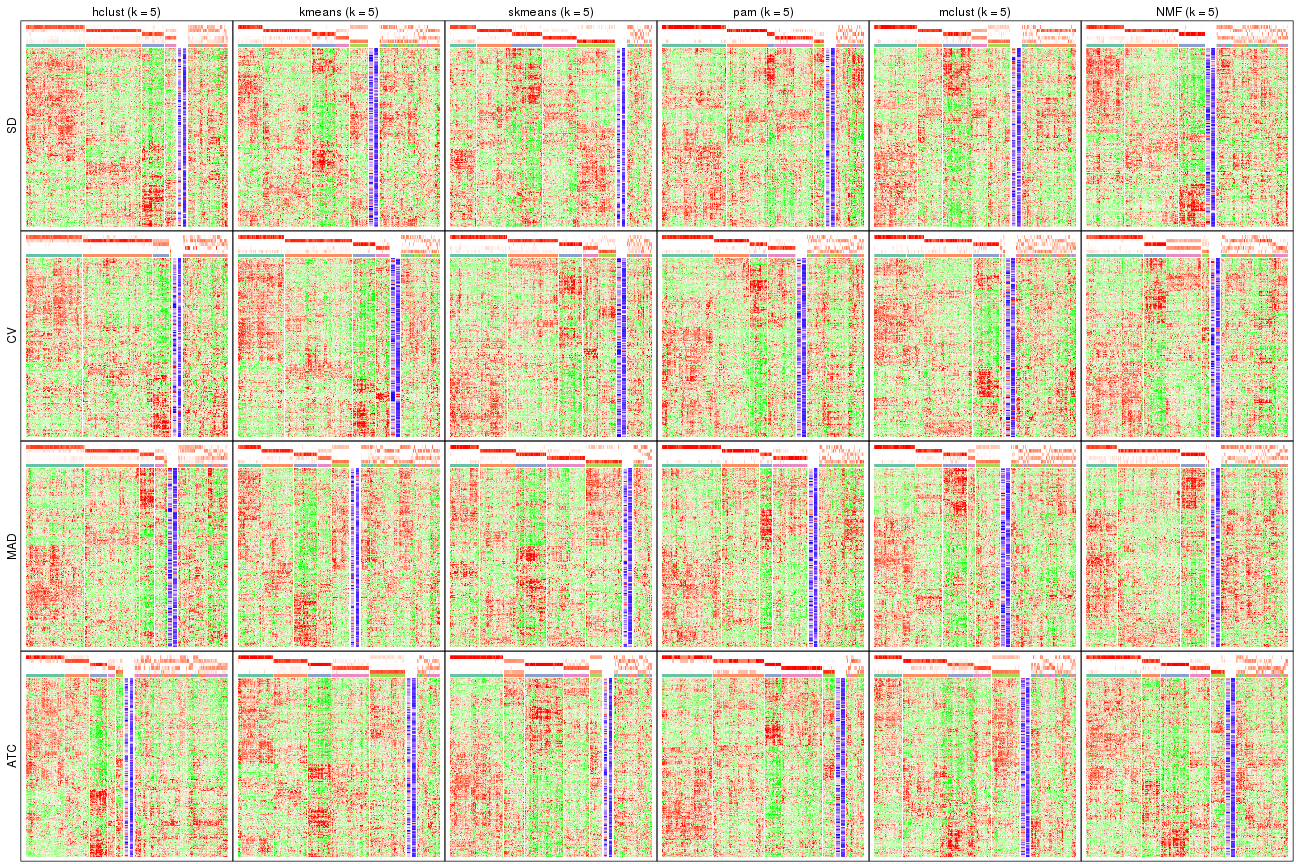 hclust (k = 5) kmeans (k = 5) skmeans (k = 5) pam (k = 5) mclust (k = 5) NMF (k = 5)
SD
CV
MAD
ATC